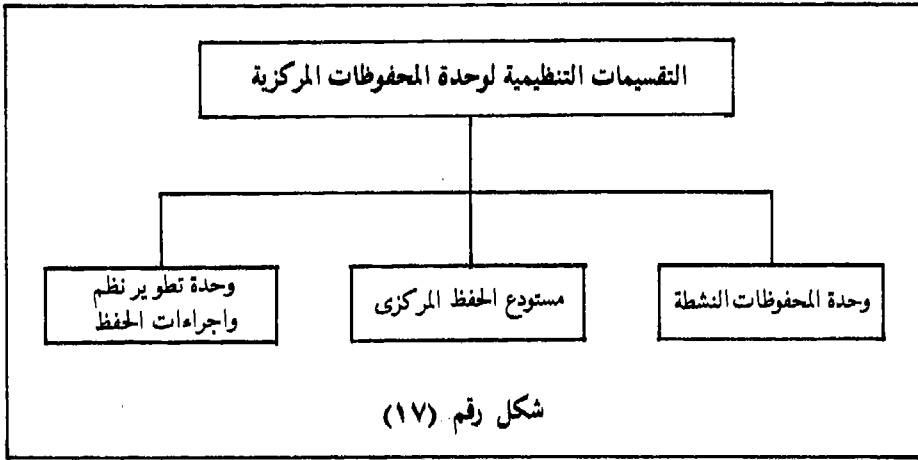 التقسيمات التنظيمية لوحدة المحفوظات المركزية
وحدة المحفوظات النشطة
مستودع الحفظ المركزى
وحدة تطوير نظم
واجراءات الحفظ
شكل رقم (١٧)